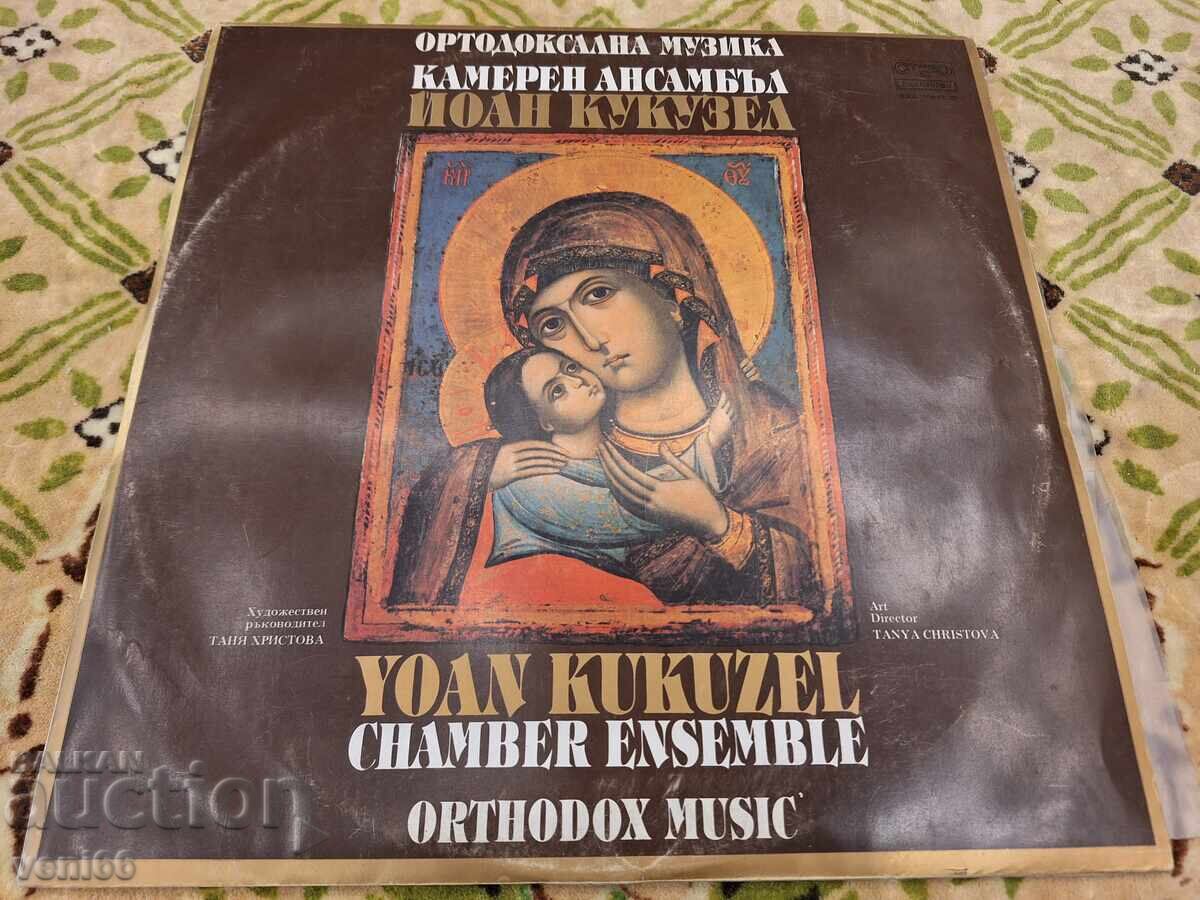 ОРТОДОКСАЛНА МУЗИКА
КАМЕРЕН АНСАМБЪЛ
ЙОАН КУКУЗЕЛ
Художествен
ръководител
ТАНЯ ХРИСТОВА
Art
Director
TANYA CHRISTOVA
YOAN KUKUZEL
CHAMBER ENSEMBLE
ORTHODOX MUSIC
BALKAN
auction
veni66